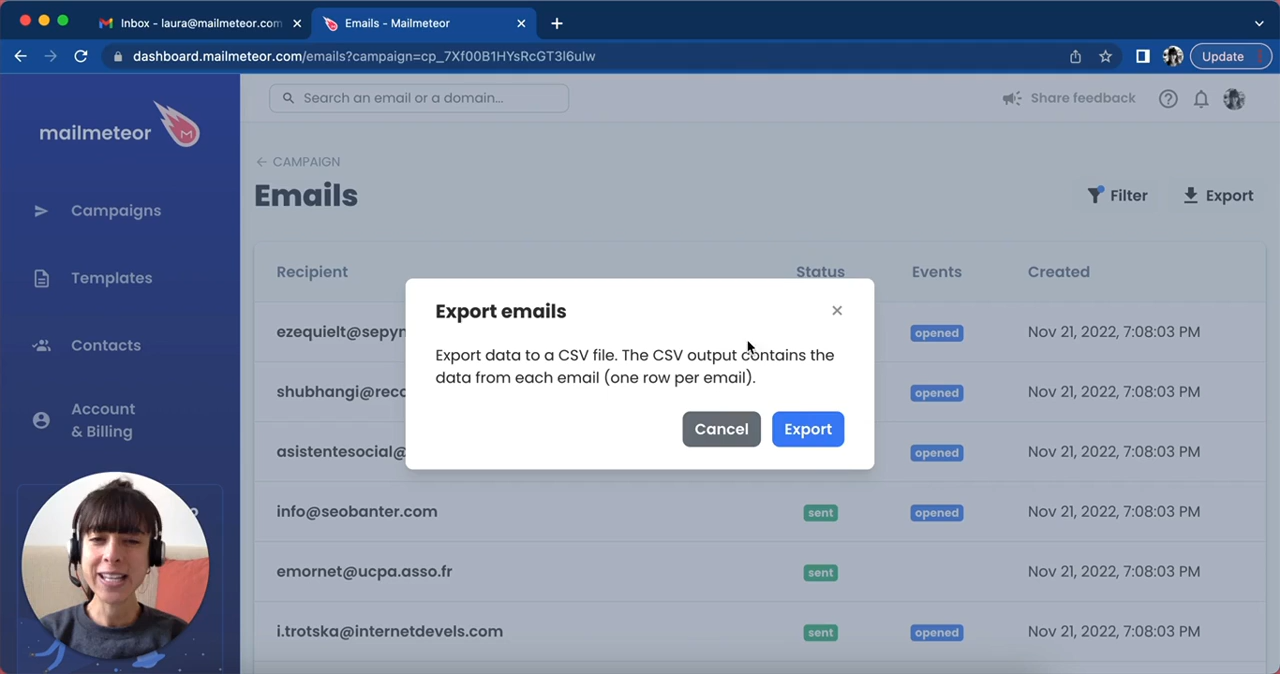 Inbox - laura@mailmeteor.com
Emails - Mailmeteor
dashboard.mailmeteor.com/emails?campaign=cp_7Xf00B1HYsRcGT3I6ulw
Update
mailmeteor
M
Search an email or a domain...
Share feedback
Campaigns
Templates
Contacts
Account
& Billing
← CAMPAIGN
Emails
Filter
Export
Recipient
Status
Events
Created
ezequielt@sepyn
opened
Nov 21, 2022, 7:08:03 PM
shubhangi@reco
opened
Nov 21, 2022, 7:08:03 PM
asistentesocial@
opened
Nov 21, 2022, 7:08:03 PM
info@seobanter.com
sent
opened
Nov 21, 2022, 7:08:03 PM
emornet@ucpa.asso.fr
sent
Nov 21, 2022, 7:08:03 PM
i.trotska@internetdevels.com
sent
opened
Nov 21, 2022, 7:08:03 PM
Export emails
Export data to a CSV file. The CSV output contains the
data from each email (one row per email).
Cancel
Export